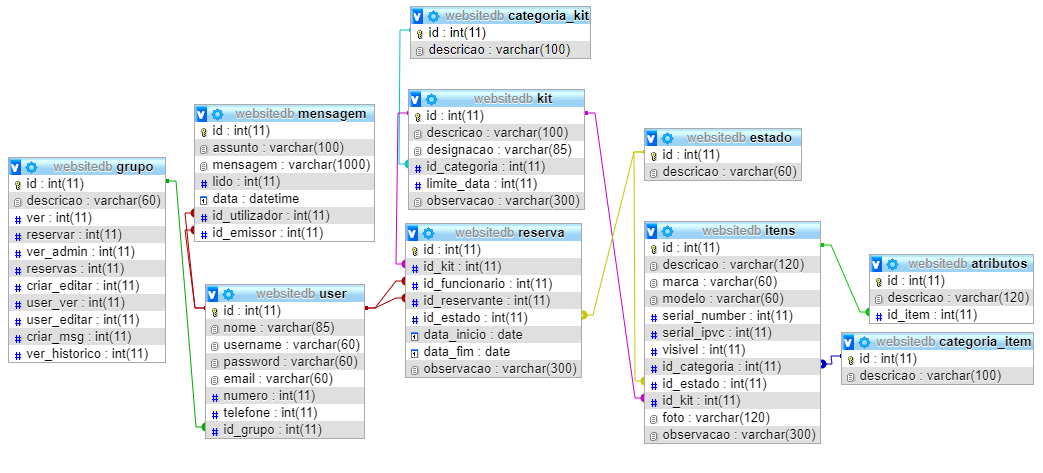 websitedb categoria_kit
id : int(11)
descricao : varchar(100)
websitedb kit
id : int(11)
descricao : varchar(100)
designacao : varchar(85)
id_categoria : int(11)
limite_data : int(11)
observacao : varchar(300)
websitedb mensagem
id : int(11)
assunto : varchar(100)
mensagem : varchar(1000)
lido : int(11)
data : datetime
id_utilizador : int(11)
id_emissor : int(11)
websitedb estado
id : int(11)
descricao : varchar(60)
websitedb grupo
id : int(11)
descricao : varchar(60)
ver : int(11)
reservar : int(11)
ver_admin : int(11)
reservas : int(11)
criar_editar : int(11)
user_ver : int(11)
user_editar : int(11)
criar_msg : int(11)
ver_historico : int(11)
websitedb reserva
id : int(11)
id_kit : int(11)
id_funcionario : int(11)
id_reservante : int(11)
id_estado : int(11)
data_inicio : date
data_fim : date
observacao : varchar(300)
websitedb itens
id : int(11)
descricao : varchar(120)
marca : varchar(60)
modelo : varchar(60)
serial_number : int(11)
serial_ipvc : int(11)
visivel : int(11)
id_categoria : int(11)
id_estado : int(11)
id_kit : int(11)
foto : varchar(120)
observacao : varchar(300)
websitedb atributos
id : int(11)
descricao : varchar(120)
id_item : int(11)
websitedb user
id : int(11)
nome : varchar(85)
username : varchar(60)
password : varchar(60)
email : varchar(60)
numero : int(11)
telefone : int(11)
id_grupo : int(11)
websitedb categoria_item
id : int(11)
descricao : varchar(100)